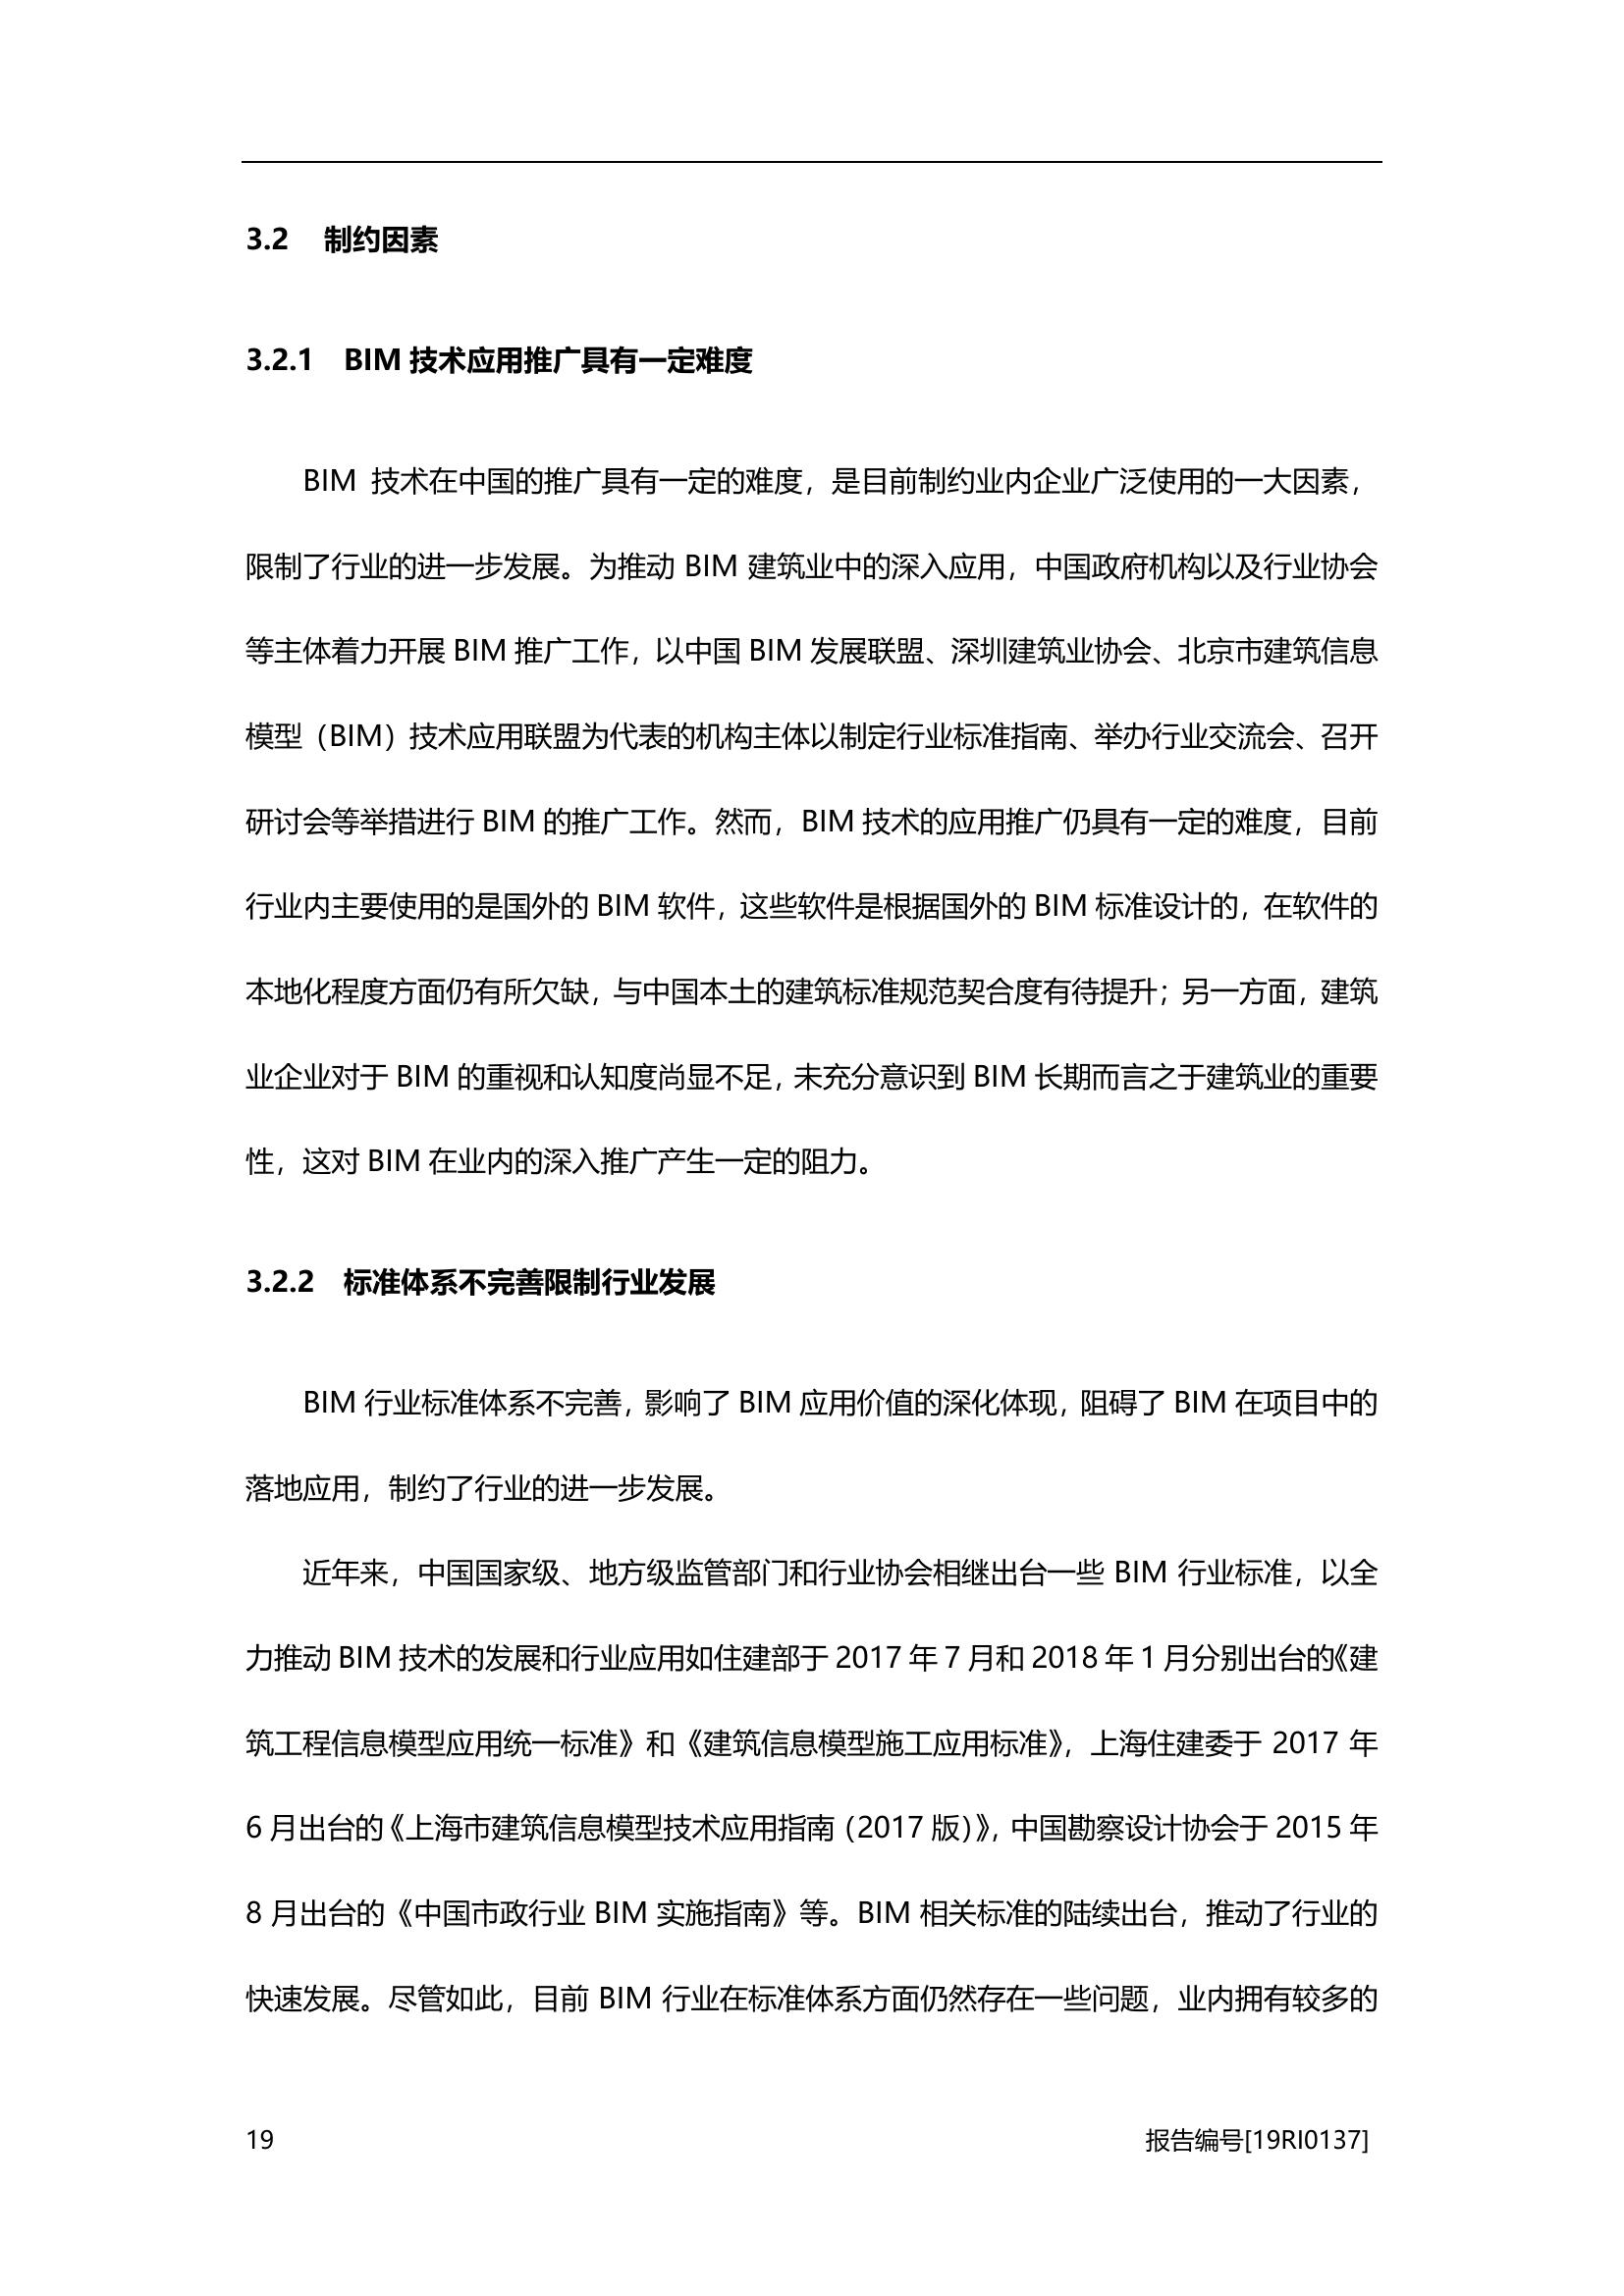 3.2 制约因素
3.2.1 BIM 技术应用推广具有一定难度
BIM 技术在中国的推广具有一定的难度，是目前制约业内企业广泛使用的一大因素，
限制了行业的进一步发展。为推动 BIM 建筑业中的深入应用，中国政府机构以及行业协会
等主体着力开展 BIM 推广工作，以中国 BIM 发展联盟、深圳建筑业协会、北京市建筑信息
模型（BIM）技术应用联盟为代表的机构主体以制定行业标准指南、举办行业交流会、召开
研讨会等举措进行 BIM 的推广工作。然而，BIM 技术的应用推广仍具有一定的难度，目前
行业内主要使用的是国外的 BIM 软件，这些软件是根据国外的 BIM 标准设计的，在软件的
本地化程度方面仍有所欠缺，与中国本土的建筑标准规范契合度有待提升；另一方面，建筑
业企业对于 BIM 的重视和认知度尚显不足，未充分意识到 BIM 长期而言之于建筑业的重要
性，这对 BIM 在业内的深入推广产生一定的阻力。
3.2.2 标准体系不完善限制行业发展
BIM 行业标准体系不完善，影响了 BIM 应用价值的深化体现，阻碍了 BIM 在项目中的
落地应用，制约了行业的进一步发展。
近年来，中国国家级、地方级监管部门和行业协会相继出台一些 BIM 行业标准，以全
力推动 BIM 技术的发展和行业应用如住建部于 2017 年 7 月和 2018 年 1 月分别出台的《建
筑工程信息模型应用统一标准》和《建筑信息模型施工应用标准》，上海住建委于 2017 年
6 月出台的《上海市建筑信息模型技术应用指南（2017 版）》，中国勘察设计协会于 2015 年
8 月出台的《中国市政行业 BIM 实施指南》等。BIM 相关标准的陆续出台，推动了行业的
快速发展。尽管如此，目前 BIM 行业在标准体系方面仍然存在一些问题，业内拥有较多的
19 报告编号[19RI0137]